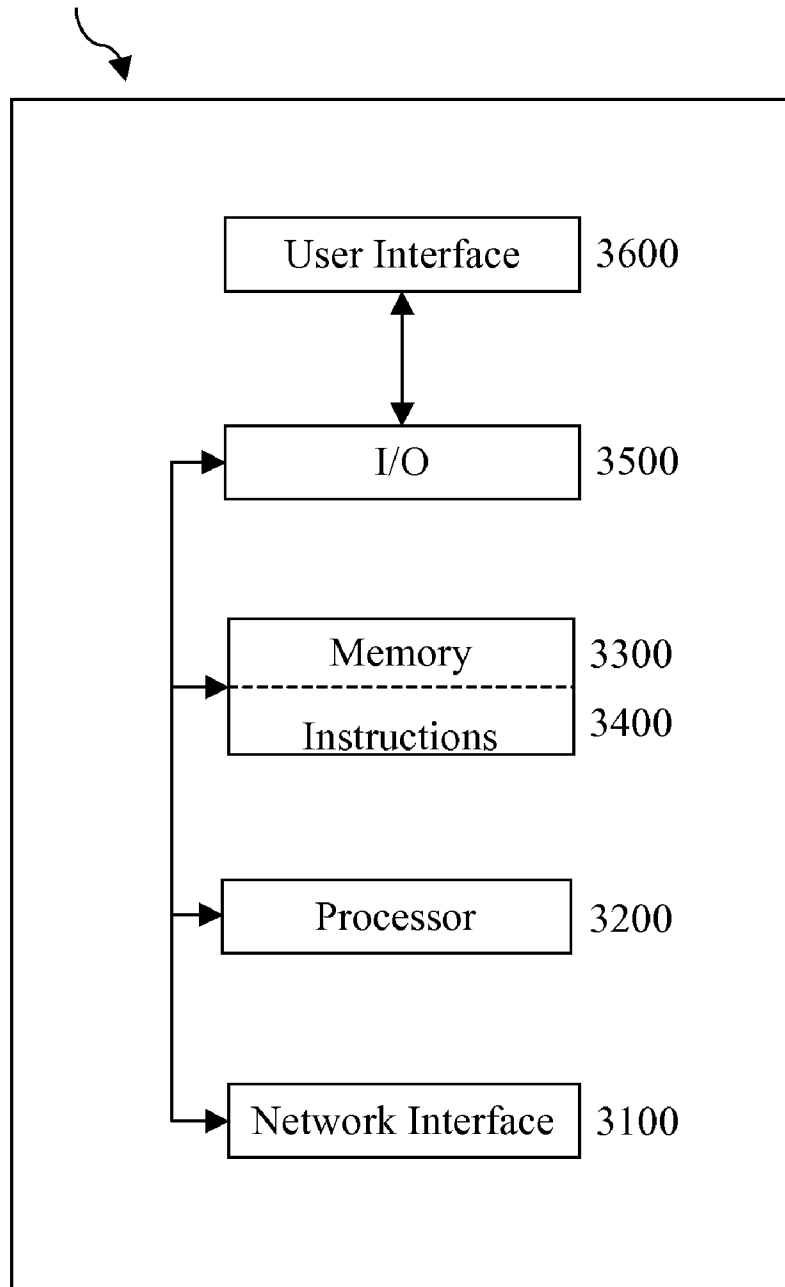 User Interface 3600
I/O 3500
Memory 3300
Instructions 3400
Processor 3200
Network Interface 3100